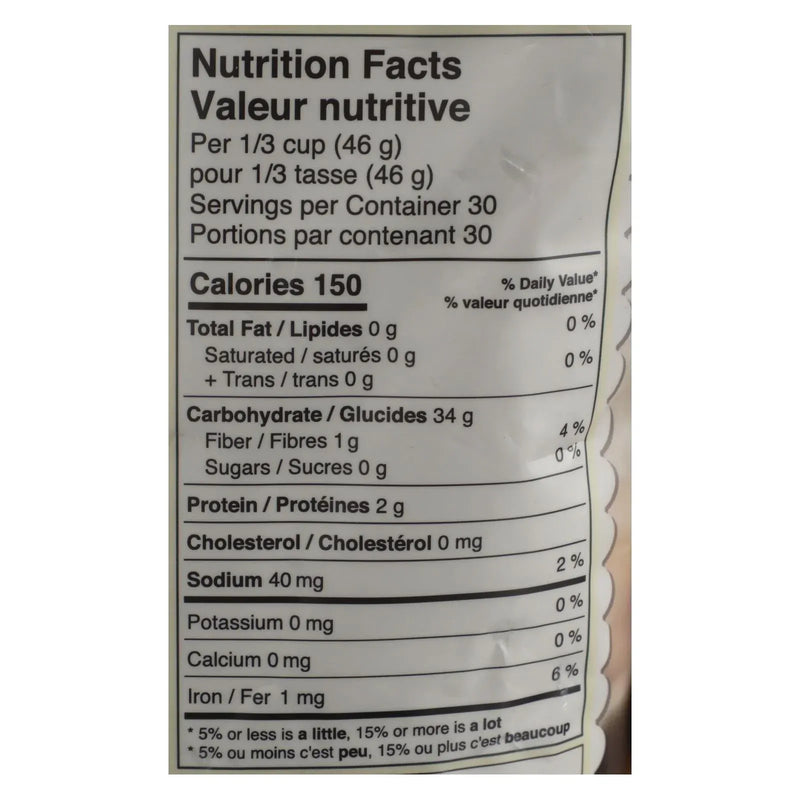 Nutrition Facts
Valeur nutritive
Per 1/3 cup (46 g)
pour 1/3 tasse (46 g)
Servings per Container 30
Portions par contenant 30
Calories 150
% Daily Value*
% valeur quotidienne*
Total Fat / Lipides 0 g 0 %
Saturated / saturés 0 g 0 %
+ Trans / trans 0 g
Carbohydrate / Glucides 34 g
Fiber / Fibres 1 g 4 %
Sugars / Sucres 0 g 0 %
Protein / Protéines 2 g
Cholesterol / Cholestérol 0 mg
Sodium 40 mg 2 %
Potassium 0 mg 0 %
Calcium 0 mg 0 %
Iron / Fer 1 mg 6 %
* 5% or less is a little, 15% or more is a lot
* 5% ou moins c'est peu, 15% ou plus c'est beaucoup